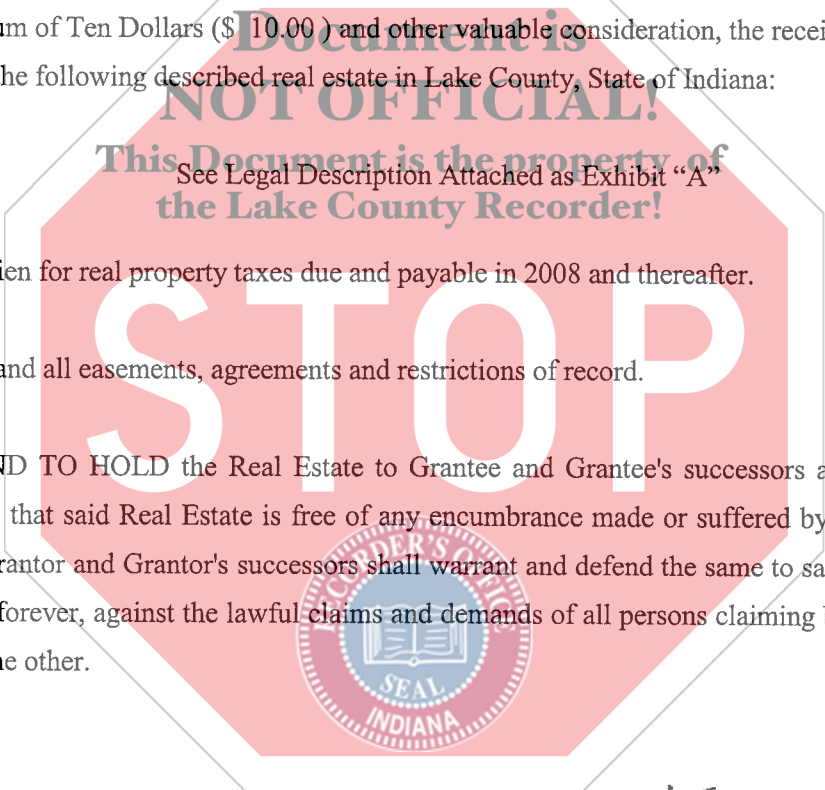 um of Ten Dollars ($ 10.00 ) and other valuable consideration, the recei
Document is
he following described real estate in Lake County, State of Indiana:
NOT OFFICIAL!
This Document is the property of
See Legal Description Attached as Exhibit “A”
the Lake County Recorder!
ien for real property taxes due and payable in 2008 and thereafter.
STOP
and all easements, agreements and restrictions of record.
ND TO HOLD the Real Estate to Grantee and Grantee's successors a
that said Real Estate is free of any encumbrance made or suffered by
rantor and Grantor's successors shall warrant and defend the same to sa
forever, against the lawful claims and demands of all persons claiming
e other.
RECORDER'S OFFICE
SEAL
INDIANA